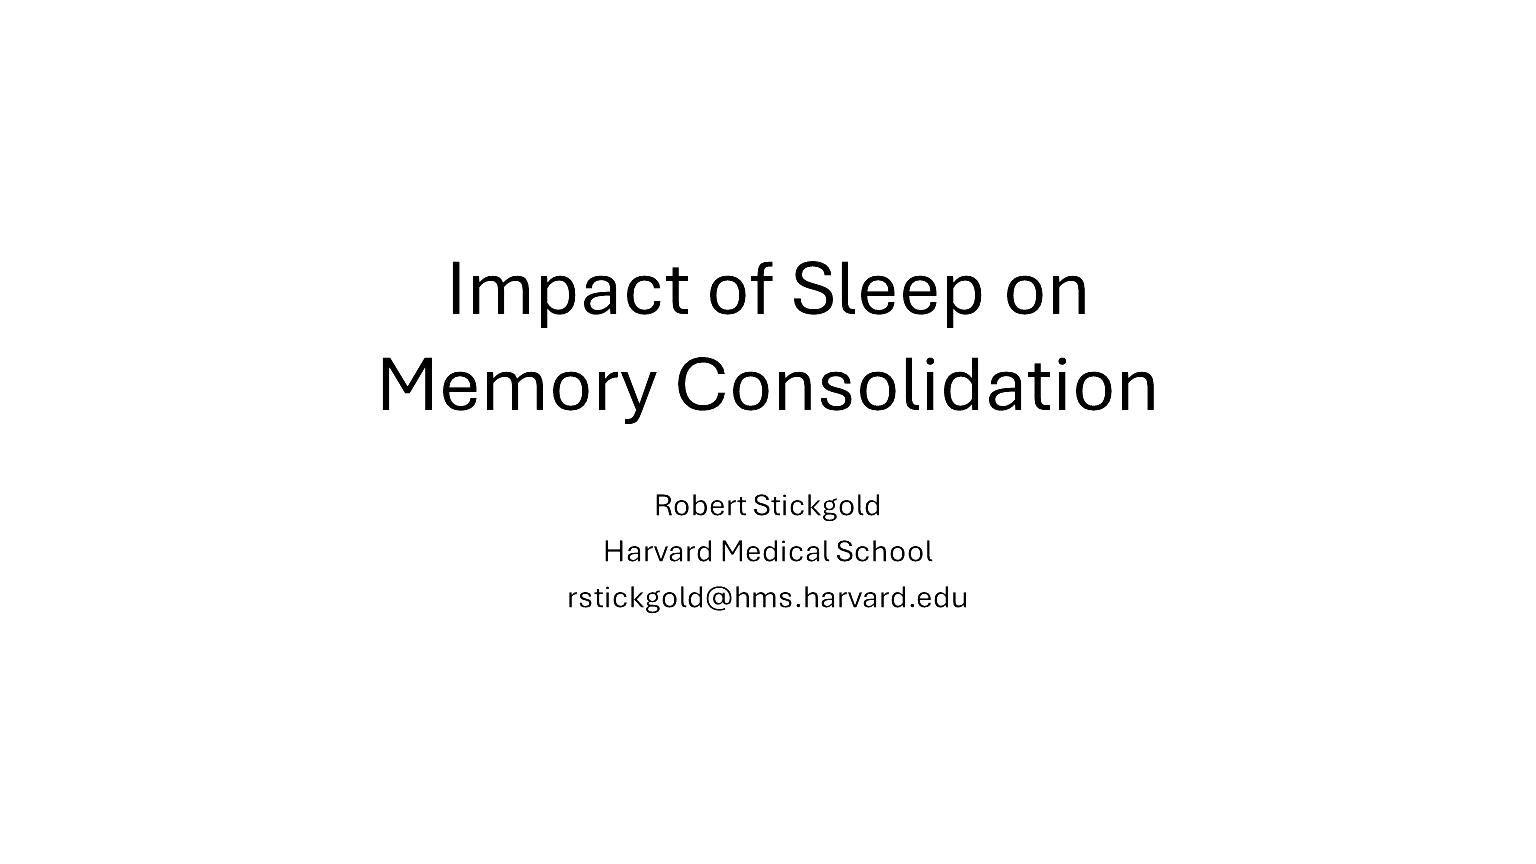 Impact of Sleep on
Memory Consolidation
Robert Stickgold
Harvard Medical School
rstickgold@hms.harvard.edu